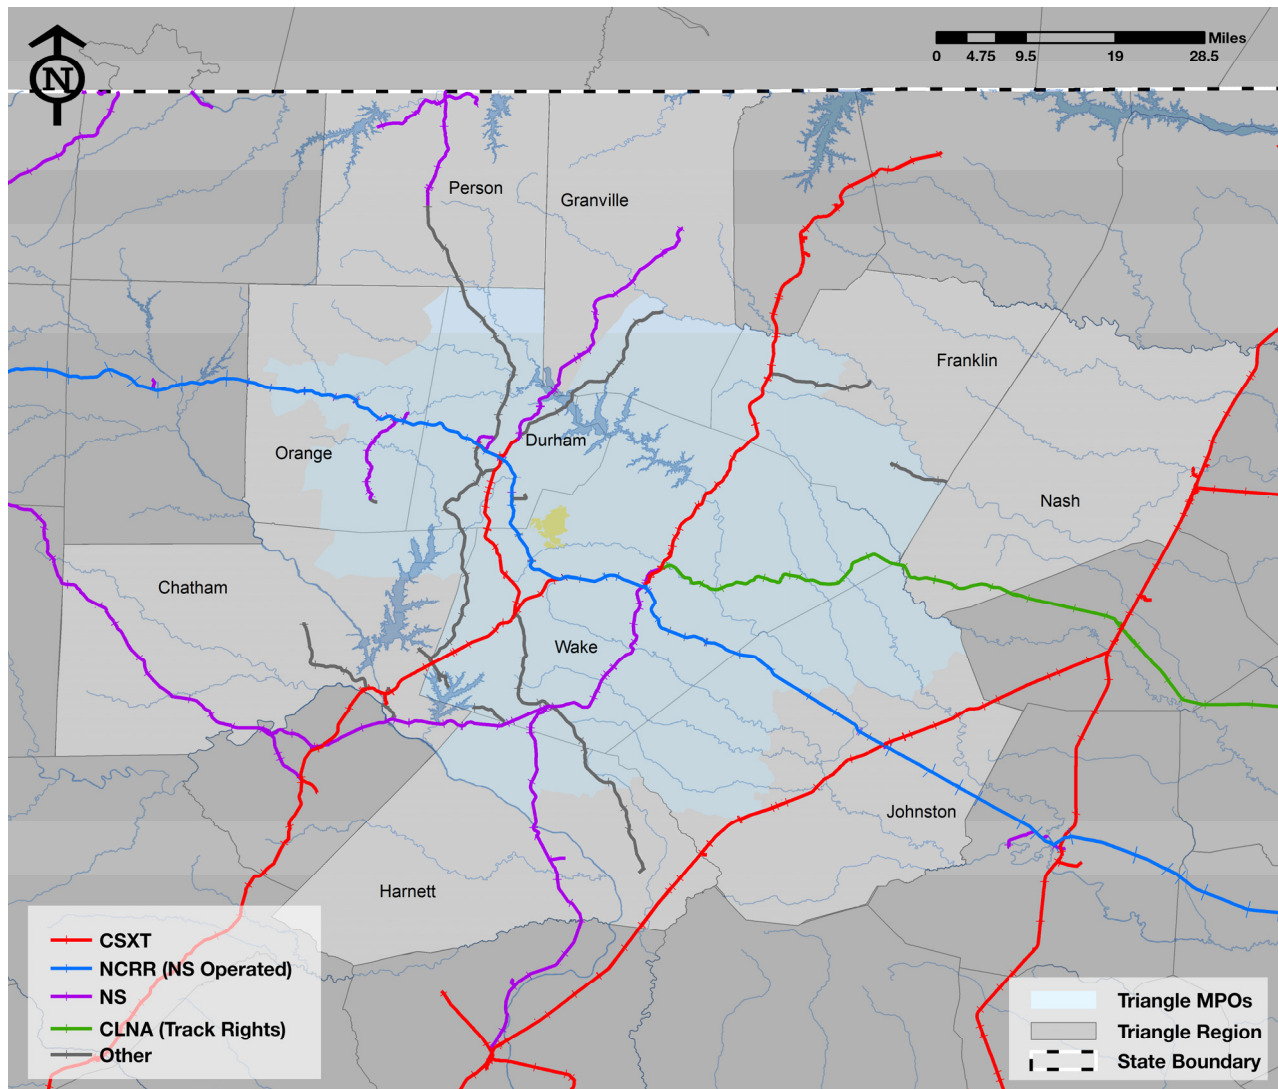 N
Miles
0 4.75 9.5 19 28.5
Person
Granville
Franklin
Durham
Orange
Nash
Chatham
Wake
Johnston
Harnett
CSXT
NCRR (NS Operated)
NS
CLNA (Track Rights)
Other
Triangle MPOs
Triangle Region
State Boundary